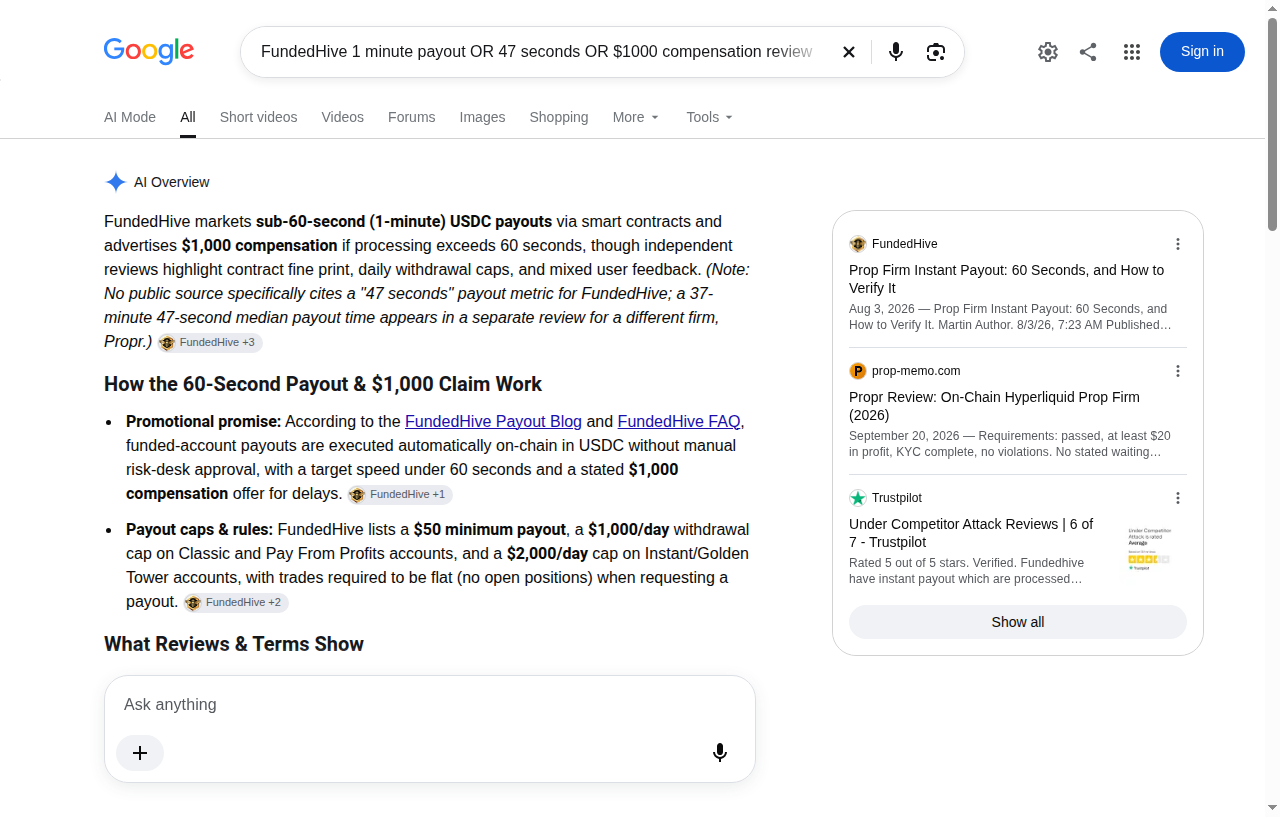 Google
FundedHive 1 minute payout OR 47 seconds OR $1000 compensation review
Sign in
AI Mode
All
Short videos
Videos
Forums
Images
Shopping
More
Tools
AI Overview
FundedHive markets sub-60-second (1-minute) USDC payouts via smart contracts and
advertises $1,000 compensation if processing exceeds 60 seconds, though independent
reviews highlight contract fine print, daily withdrawal caps, and mixed user feedback. (Note:
No public source specifically cites a "47 seconds" payout metric for FundedHive; a 37-
minute 47-second median payout time appears in a separate review for a different firm,
Propr.) FundedHive +3
How the 60-Second Payout & $1,000 Claim Work
• Promotional promise: According to the FundedHive Payout Blog and FundedHive FAQ,
funded-account payouts are executed automatically on-chain in USDC without manual
risk-desk approval, with a target speed under 60 seconds and a stated $1,000
compensation offer for delays. FundedHive +1
• Payout caps & rules: FundedHive lists a $50 minimum payout, a $1,000/day withdrawal
cap on Classic and Pay From Profits accounts, and a $2,000/day cap on Instant/Golden
Tower accounts, with trades required to be flat (no open positions) when requesting a
payout. FundedHive +2
What Reviews & Terms Show
Ask anything
FundedHive
Prop Firm Instant Payout: 60 Seconds, and How to
Verify It
Aug 3, 2026 — Prop Firm Instant Payout: 60 Seconds, and
How to Verify It. Martin Author. 8/3/26, 7:23 AM Published…
prop-memo.com
Propr Review: On-Chain Hyperliquid Prop Firm
(2026)
September 20, 2026 — Requirements: passed, at least $20
in profit, KYC complete, no violations. No stated waiting…
Trustpilot
Under Competitor Attack Reviews | 6 of
7 - Trustpilot
Rated 5 out of 5 stars. Verified. Fundedhive
have instant payout which are processed…
Under Competitor
Attack is rated
Average
Trustpilot
Show all